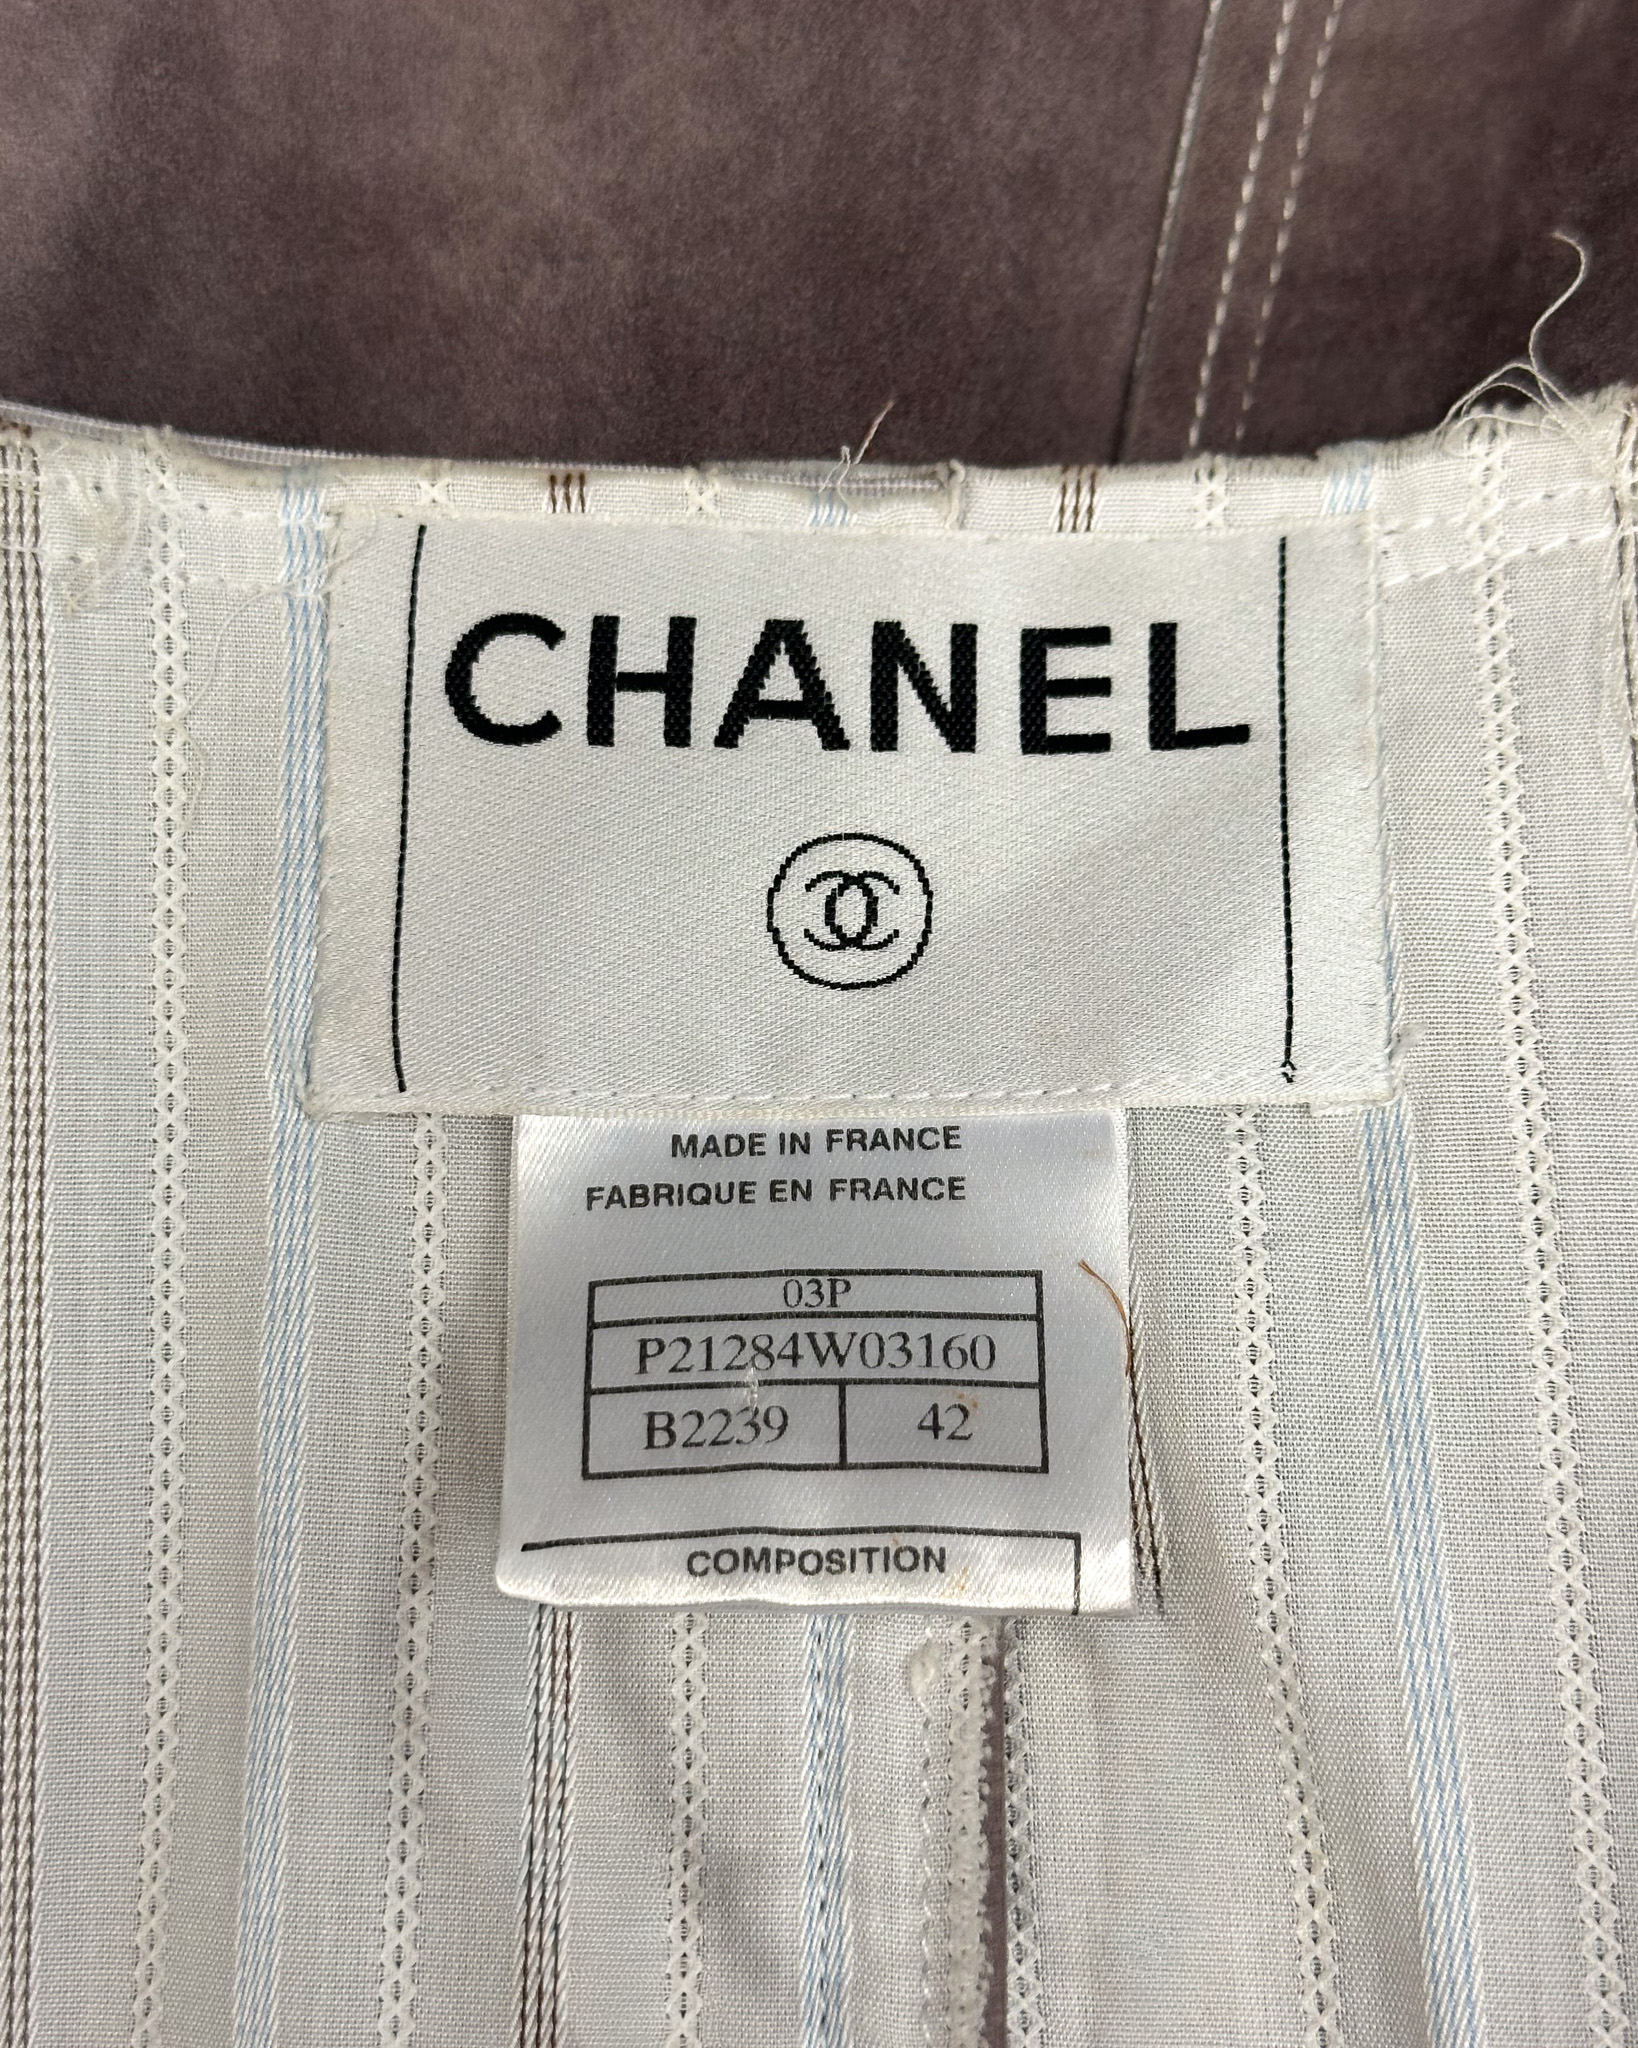 CHANEL
MADE IN FRANCE
FABRIQUE EN FRANCE
03P
P21284W03160
B2239 42
COMPOSITION